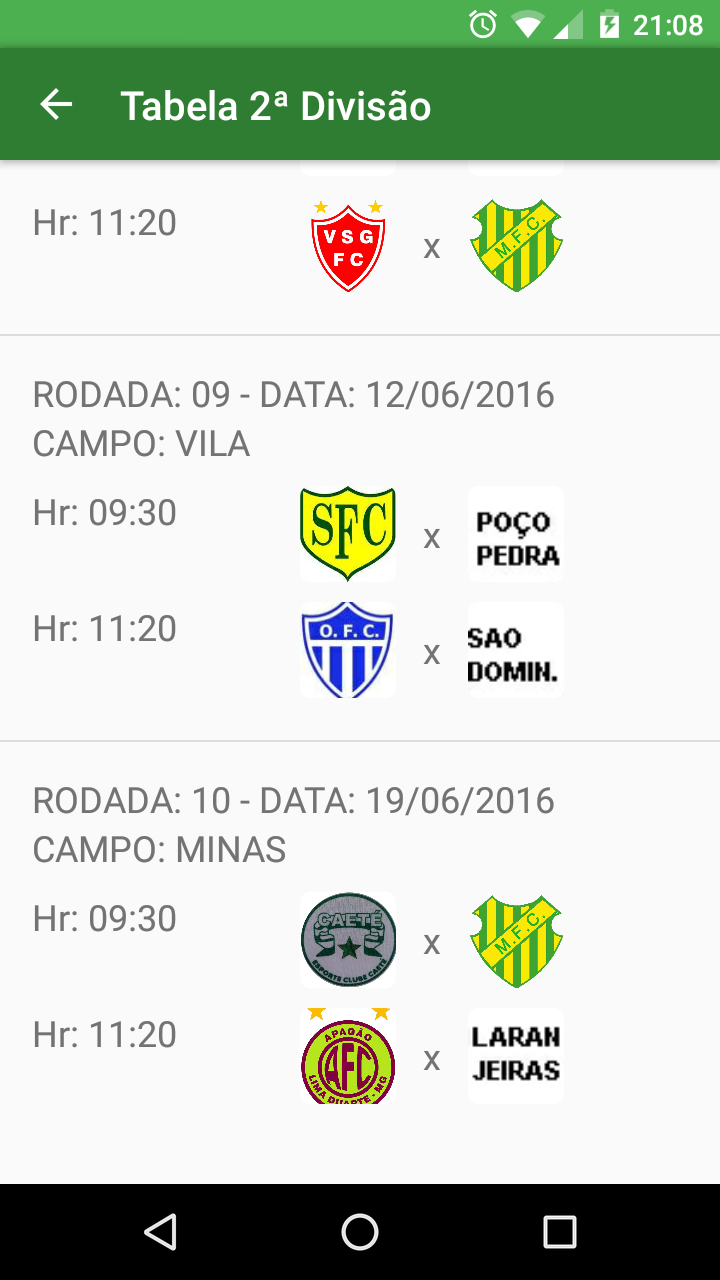 21:08
Tabela 2ª Divisão
Hr: 11:20
V S G
F C
x
M.F.C.
RODADA: 09 - DATA: 12/06/2016
CAMPO: VILA
Hr: 09:30
SFC
x
POÇO
PEDRA
Hr: 11:20
O. F. C.
x
SAO
DOMIN.
RODADA: 10 - DATA: 19/06/2016
CAMPO: MINAS
Hr: 09:30
CAETÉ
ESPORTE CLUBE CAETÉ
x
M.F.C.
Hr: 11:20
APAGÃO
AFC
LIMA DUARTE - MG
x
LARAN
JEIRAS